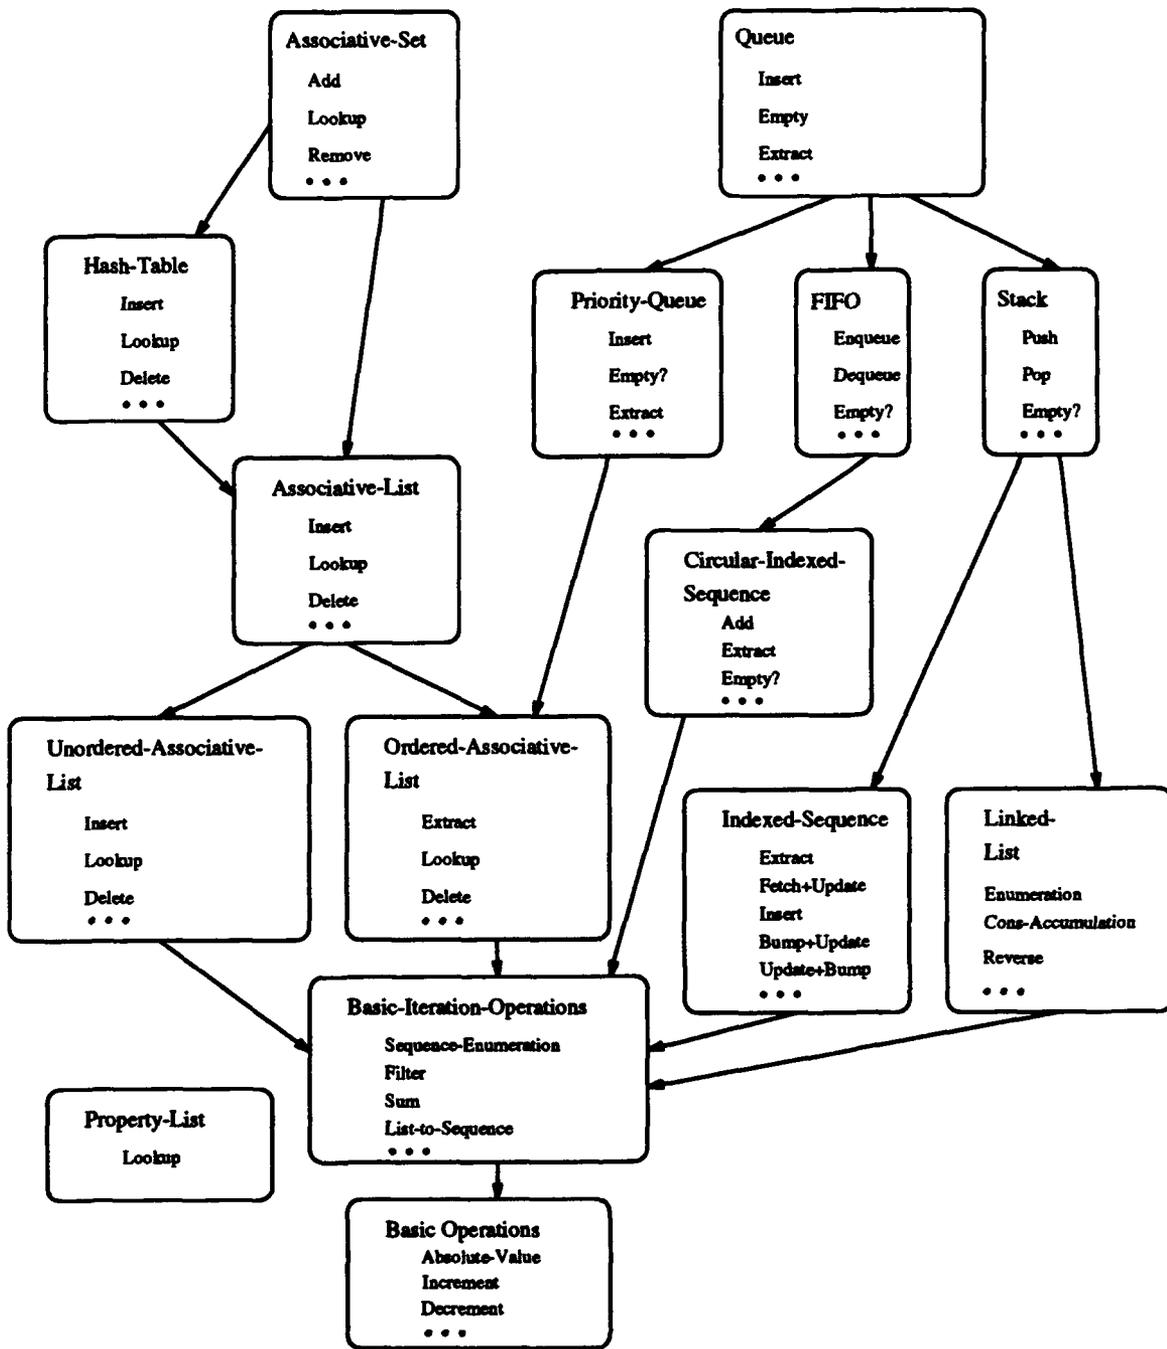 Associative-Set
Add
Lookup
Remove
• • •
Queue
Insert
Empty
Extract
• • •
Hash-Table
Insert
Lookup
Delete
• • •
Priority-Queue
Insert
Empty?
Extract
• • •
FIFO
Enqueue
Dequeue
Empty?
• • •
Stack
Push
Pop
Empty?
• • •
Associative-List
Insert
Lookup
Delete
• • •
Circular-Indexed-
Sequence
Add
Extract
Empty?
• • •
Unordered-Associative-
List
Insert
Lookup
Delete
• • •
Ordered-Associative-
List
Extract
Lookup
Delete
• • •
Indexed-Sequence
Extract
Fetch+Update
Insert
Bump+Update
Update+Bump
• • •
Linked-
List
Enumeration
Cons-Accumulation
Reverse
• • •
Basic-Iteration-Operations
Sequence-Enumeration
Filter
Sum
List-to-Sequence
• • •
Property-List
Lookup
Basic Operations
Absolute-Value
Increment
Decrement
• • •